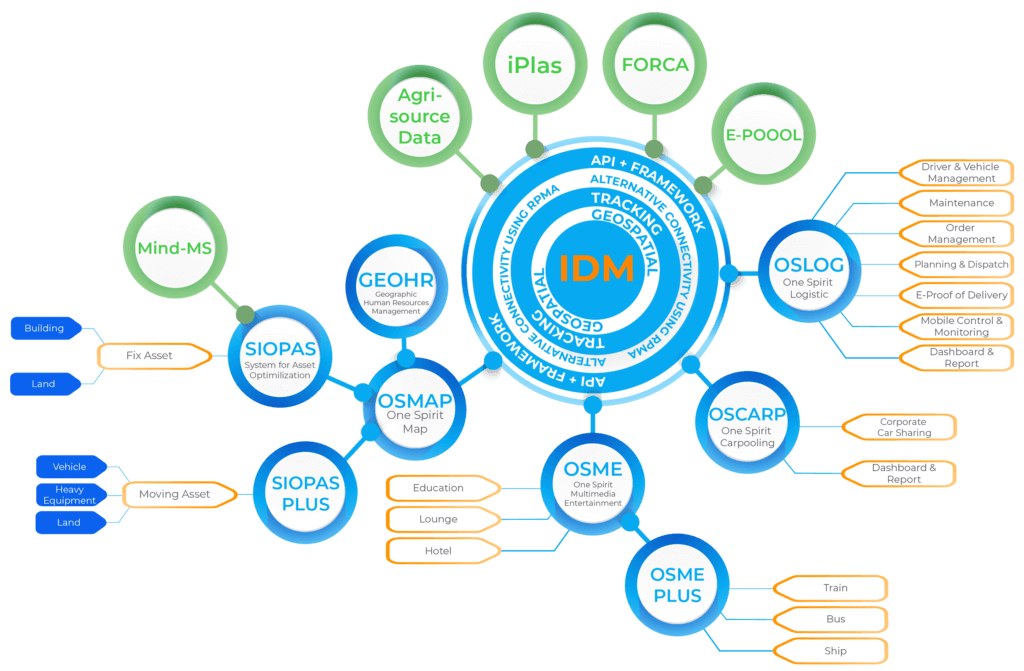 iPlas
FORCA
Agri-
source
Data
E-POOOL
Mind-MS
API + FRAMEWORK
ALTERNATIVE CONNECTIVITY USING RPMA
TRACKING
GEOSPATIAL
IDM
GEOSPATIAL
TRACKING
ALTERNATIVE CONNECTIVITY USING RPMA
API + FRAMEWORK
GEOHR
Geographic
Human Resources
Management
SIOPAS
System for Asset
Optimilization
Building
Fix Asset
Land
OSMAP
One Spirit
Map
SIOPAS
PLUS
Vehicle
Heavy
Equipment
Moving Asset
Land
OSLOG
One Spirit
Logistic
Driver & Vehicle
Management
Maintenance
Order
Management
Planning & Dispatch
E-Proof of Delivery
Mobile Control &
Monitoring
Dashboard &
Report
OSCARP
One Spirit
Carpooling
Corporate
Car Sharing
Dashboard &
Report
OSME
One Spirit
Multimedia
Entertainment
Education
Lounge
Hotel
OSME
PLUS
Train
Bus
Ship